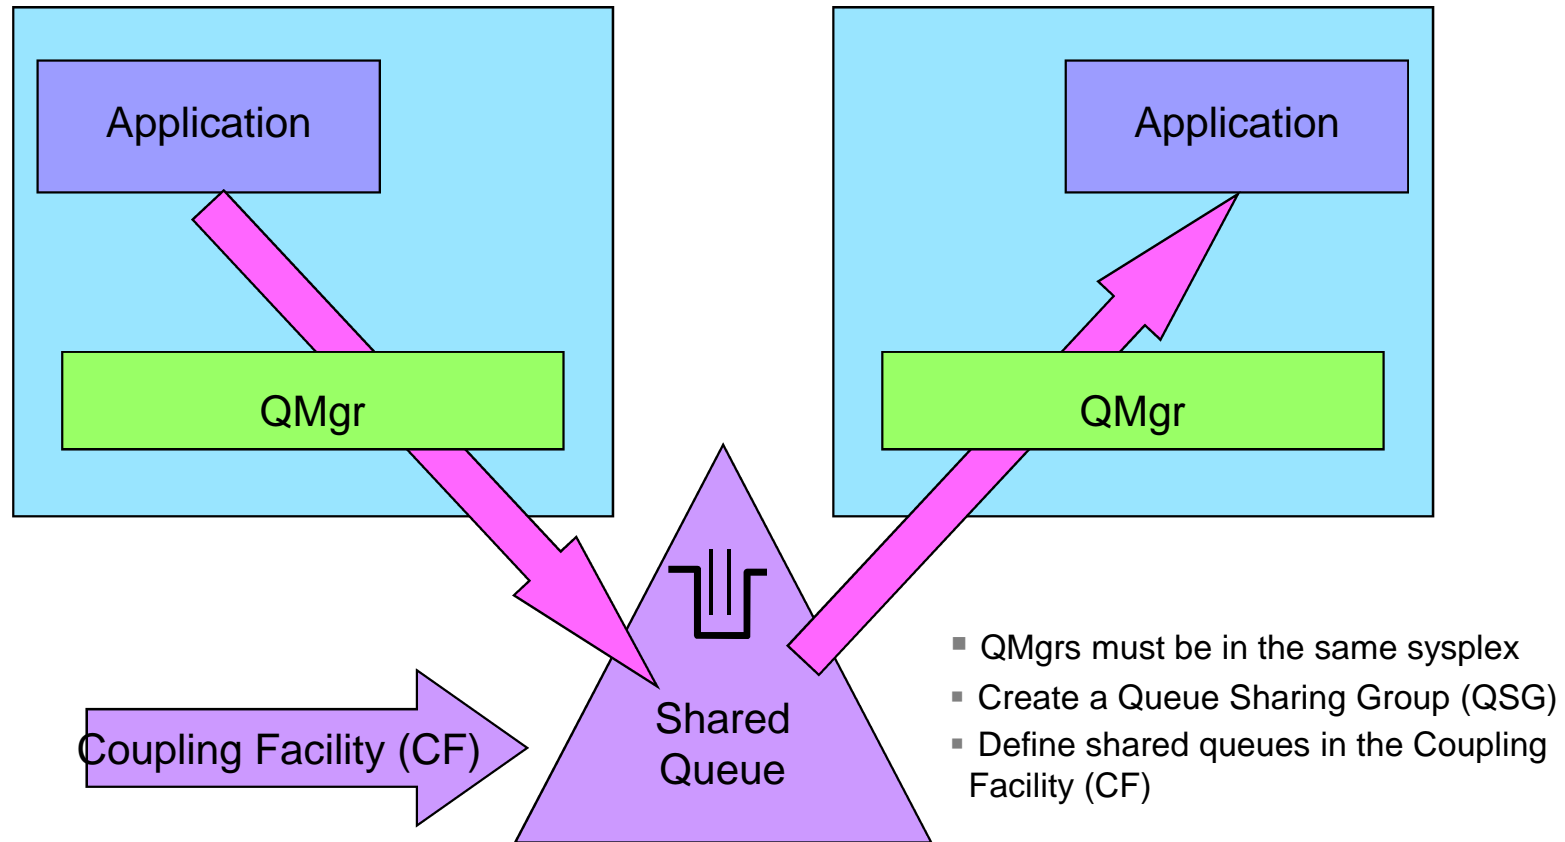 Application
Application
QMgr
QMgr
Shared
Queue
Coupling Facility (CF)
▪ QMgrs must be in the same sysplex
▪ Create a Queue Sharing Group (QSG)
▪ Define shared queues in the Coupling
Facility (CF)